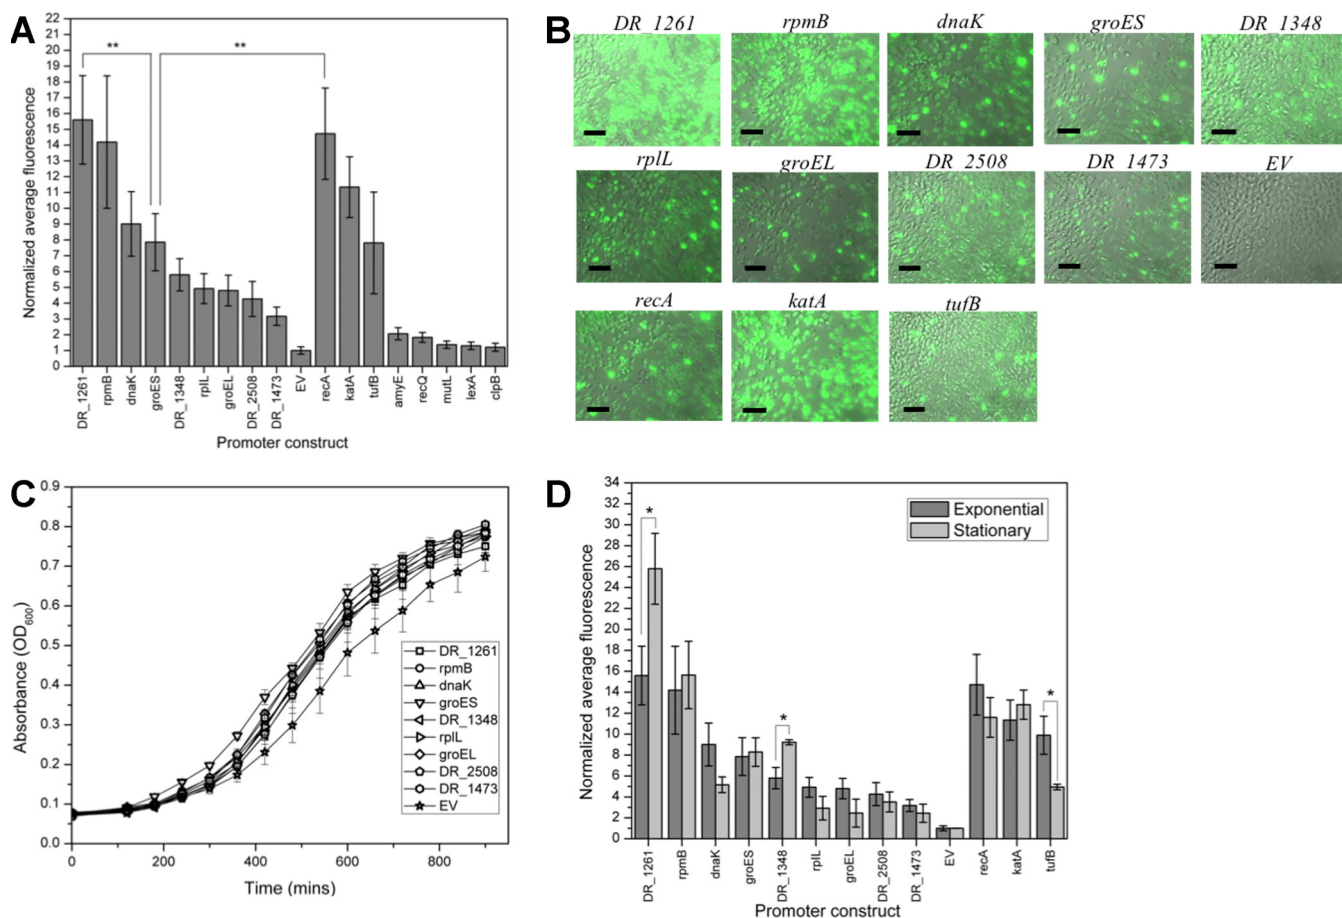 A
** **
22
21
20
19
18
17
16
15
14
13
12
11
10
9
8
7
6
5
4
3
2
1
0
Normalized average fluorescence
DR_1261
rpmB
dnaK
groES
DR_1348
rplL
groEL
DR_2508
DR_1473
EV
recA
katA
tufB
amyE
recQ
mutL
lexA
clpB
Promoter construct
B
DR_1261 rpmB dnaK groES DR_1348
rplL groEL DR_2508 DR_1473 EV
recA katA tufB
C
0.9
0.8
0.7
0.6
0.5
0.4
0.3
0.2
0.1
0.0
Absorbance (OD600)
0 200 400 600 800
Time (mins)
DR_1261
rpmB
dnaK
groES
DR_1348
rplL
groEL
DR_2508
DR_1473
EV
D
34
32
30
28
26
24
22
20
18
16
14
12
10
8
6
4
2
0
Normalized average fluorescence
Exponential
Stationary
*
*
*
DR_1261
rpmB
dnaK
groES
DR_1348
rplL
groEL
DR_2508
DR_1473
EV
recA
katA
tufB
Promoter construct